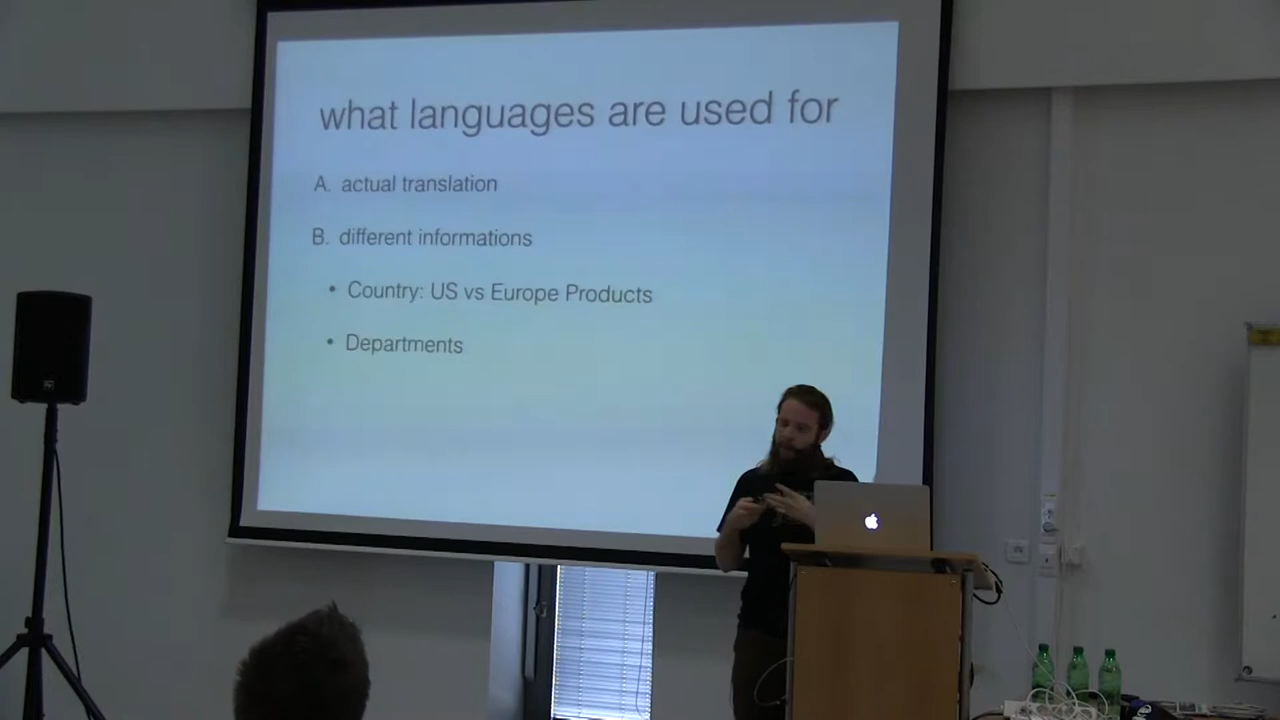 what languages are used for
A. actual translation
B. different informations
• Country: US vs Europe Products
• Departments